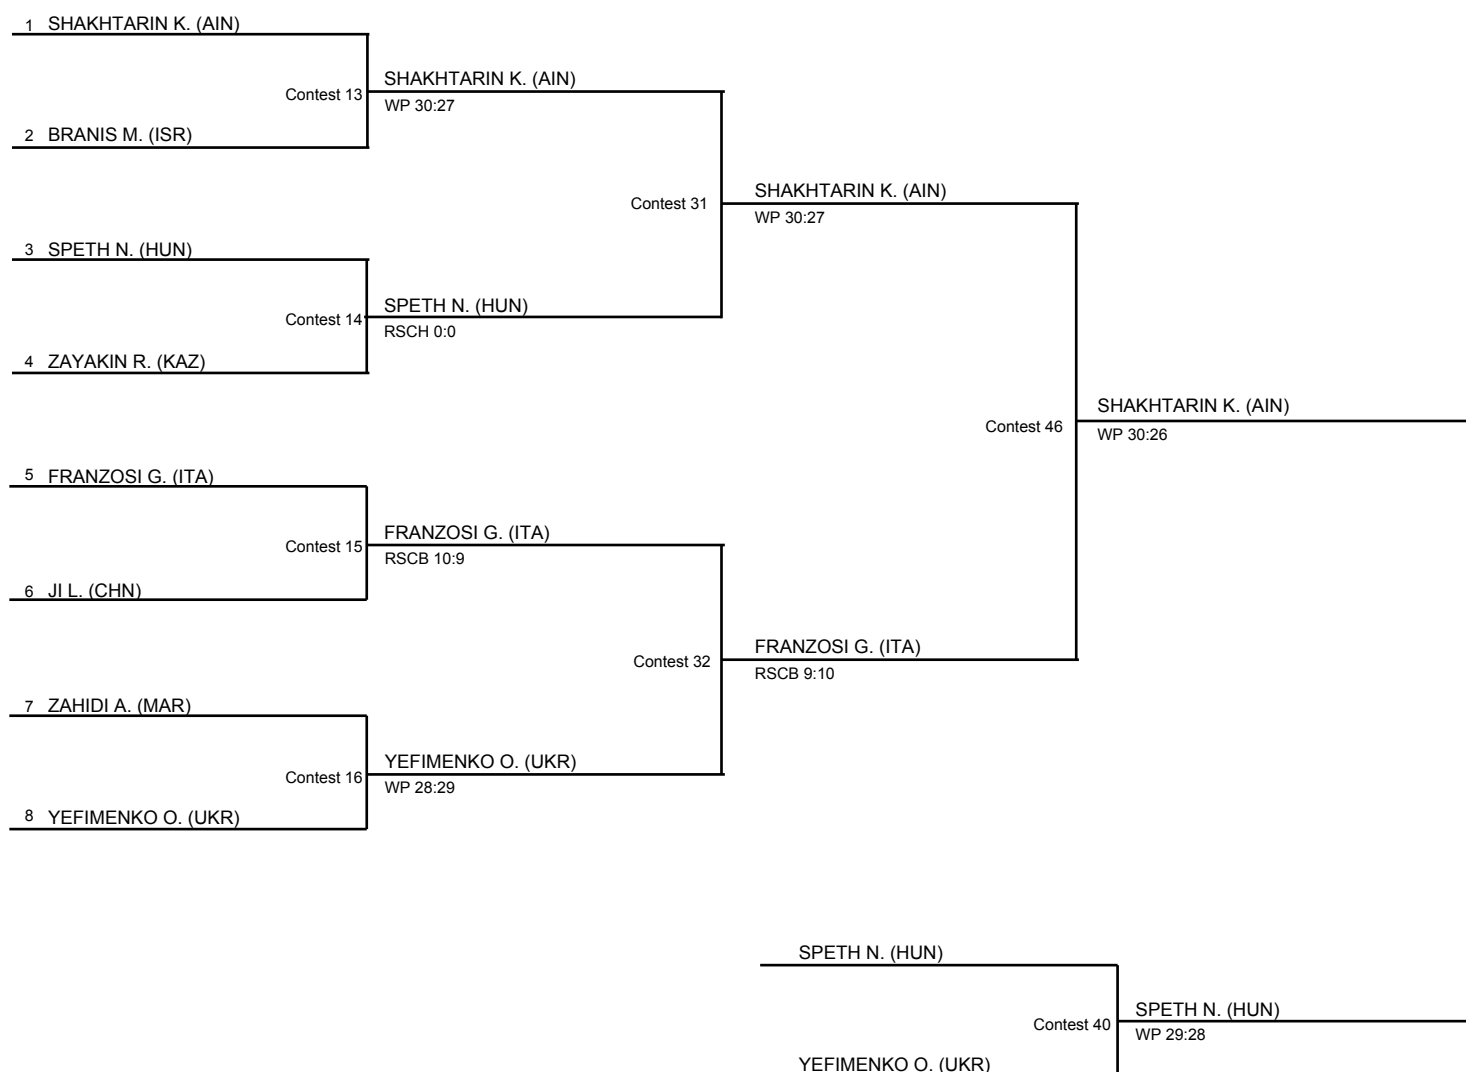 1 SHAKHTARIN K. (AIN)
SHAKHTARIN K. (AIN)
Contest 13
WP 30:27
2 BRANIS M. (ISR)
SHAKHTARIN K. (AIN)
Contest 31
WP 30:27
3 SPETH N. (HUN)
SPETH N. (HUN)
Contest 14
RSCH 0:0
4 ZAYAKIN R. (KAZ)
SHAKHTARIN K. (AIN)
Contest 46
WP 30:26
5 FRANZOSI G. (ITA)
FRANZOSI G. (ITA)
Contest 15
RSCB 10:9
6 JI L. (CHN)
FRANZOSI G. (ITA)
Contest 32
RSCB 9:10
7 ZAHIDI A. (MAR)
YEFIMENKO O. (UKR)
Contest 16
WP 28:29
8 YEFIMENKO O. (UKR)
SPETH N. (HUN)
SPETH N. (HUN)
Contest 40
WP 29:28
YEFIMENKO O. (UKR)